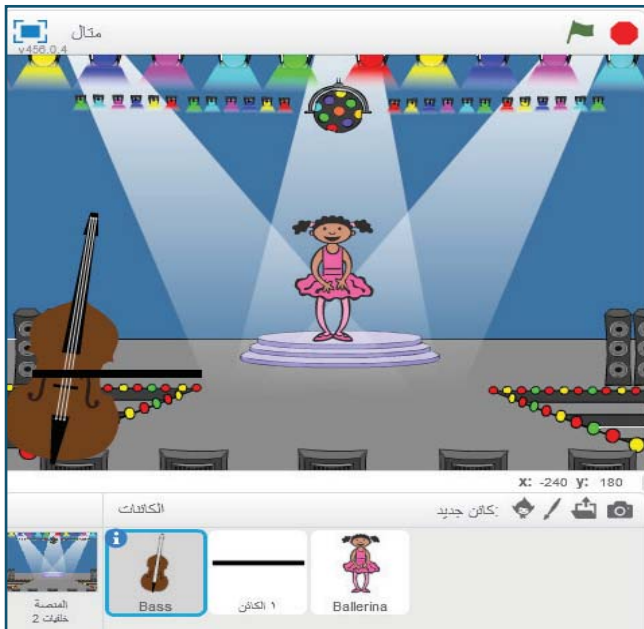 مثال
v456.0.4
x: -240 y: 180
الكائنات
كائن جديد:
Bass
١ الكائن
Ballerina
المنصة
2 خلفيات